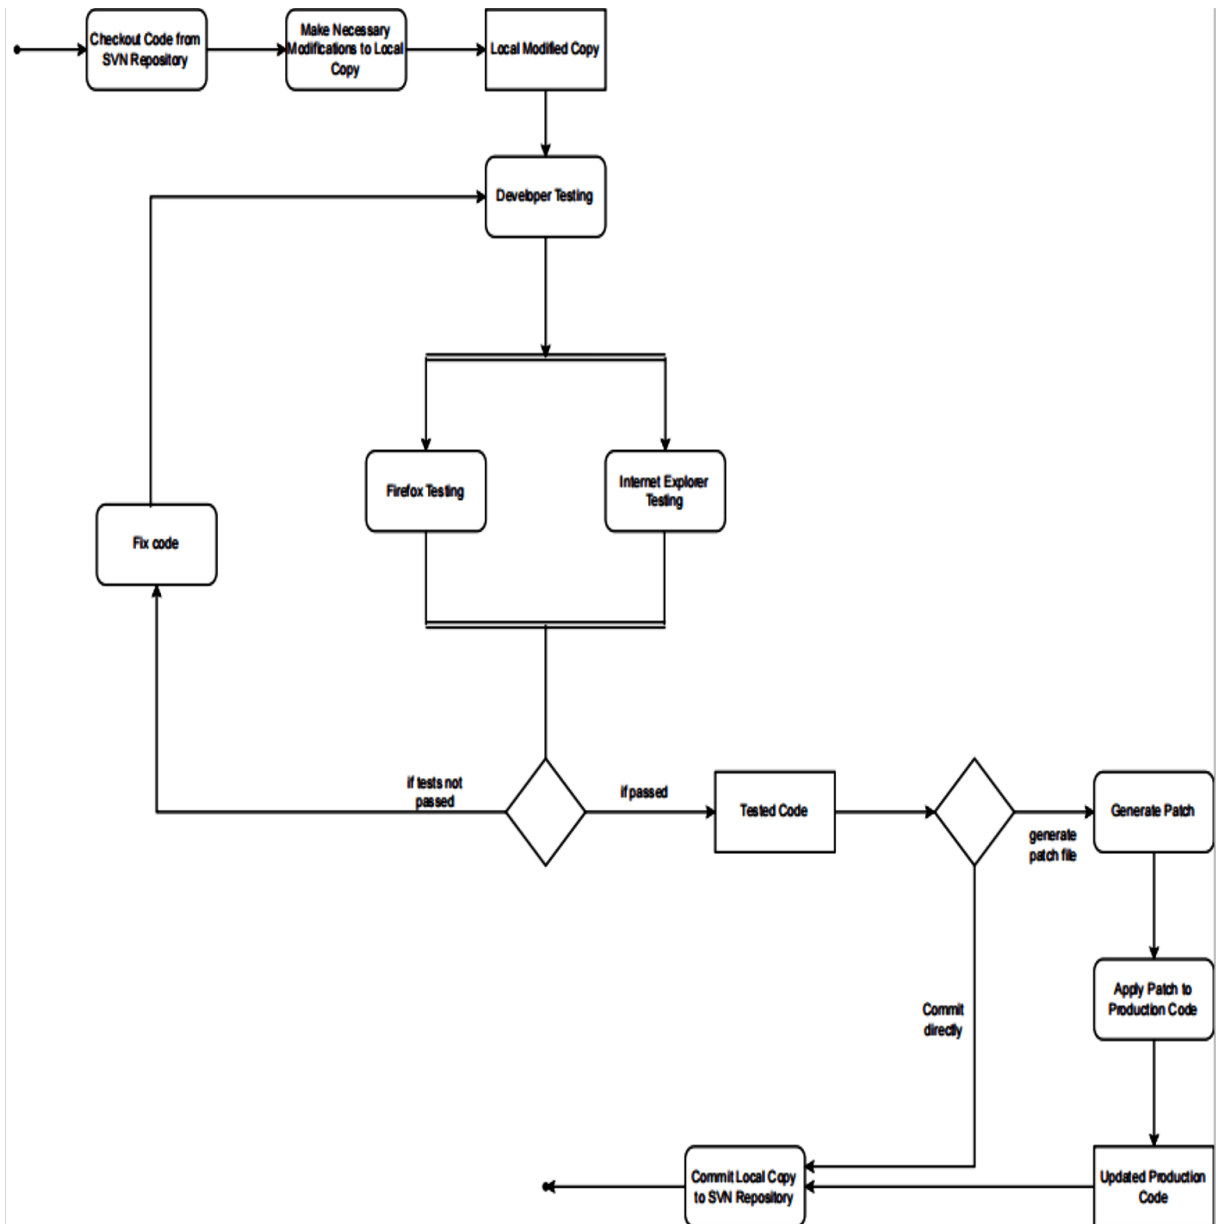 Checkout Code from
SVN Repository
Make Necessary
Modifications to Local
Copy
Local Modified Copy
Developer Testing
Firefox Testing
Internet Explorer
Testing
Fix code
if tests not
passed
if passed
Tested Code
generate
patch file
Generate Patch
Apply Patch to
Production Code
Commit
directly
Commit Local Copy
to SVN Repository
Updated Production
Code